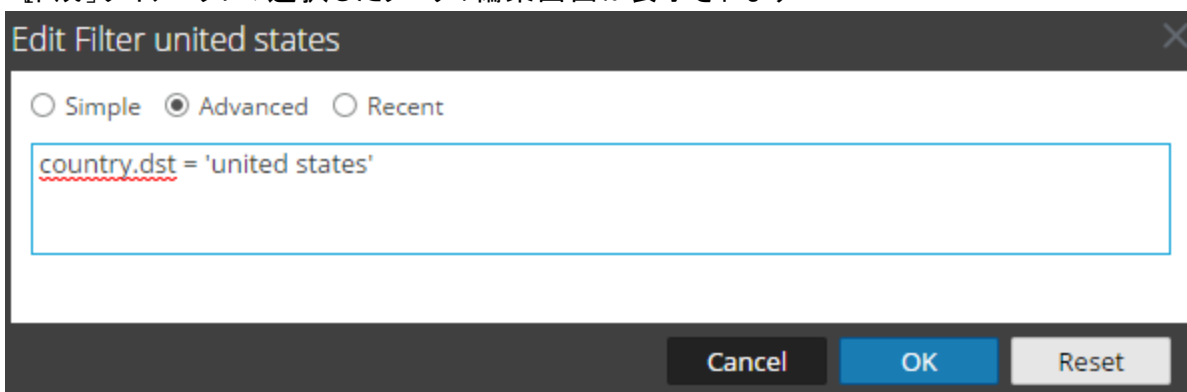 Edit Filter united states
Simple Advanced Recent
country.dst = 'united states'
Cancel OK Reset